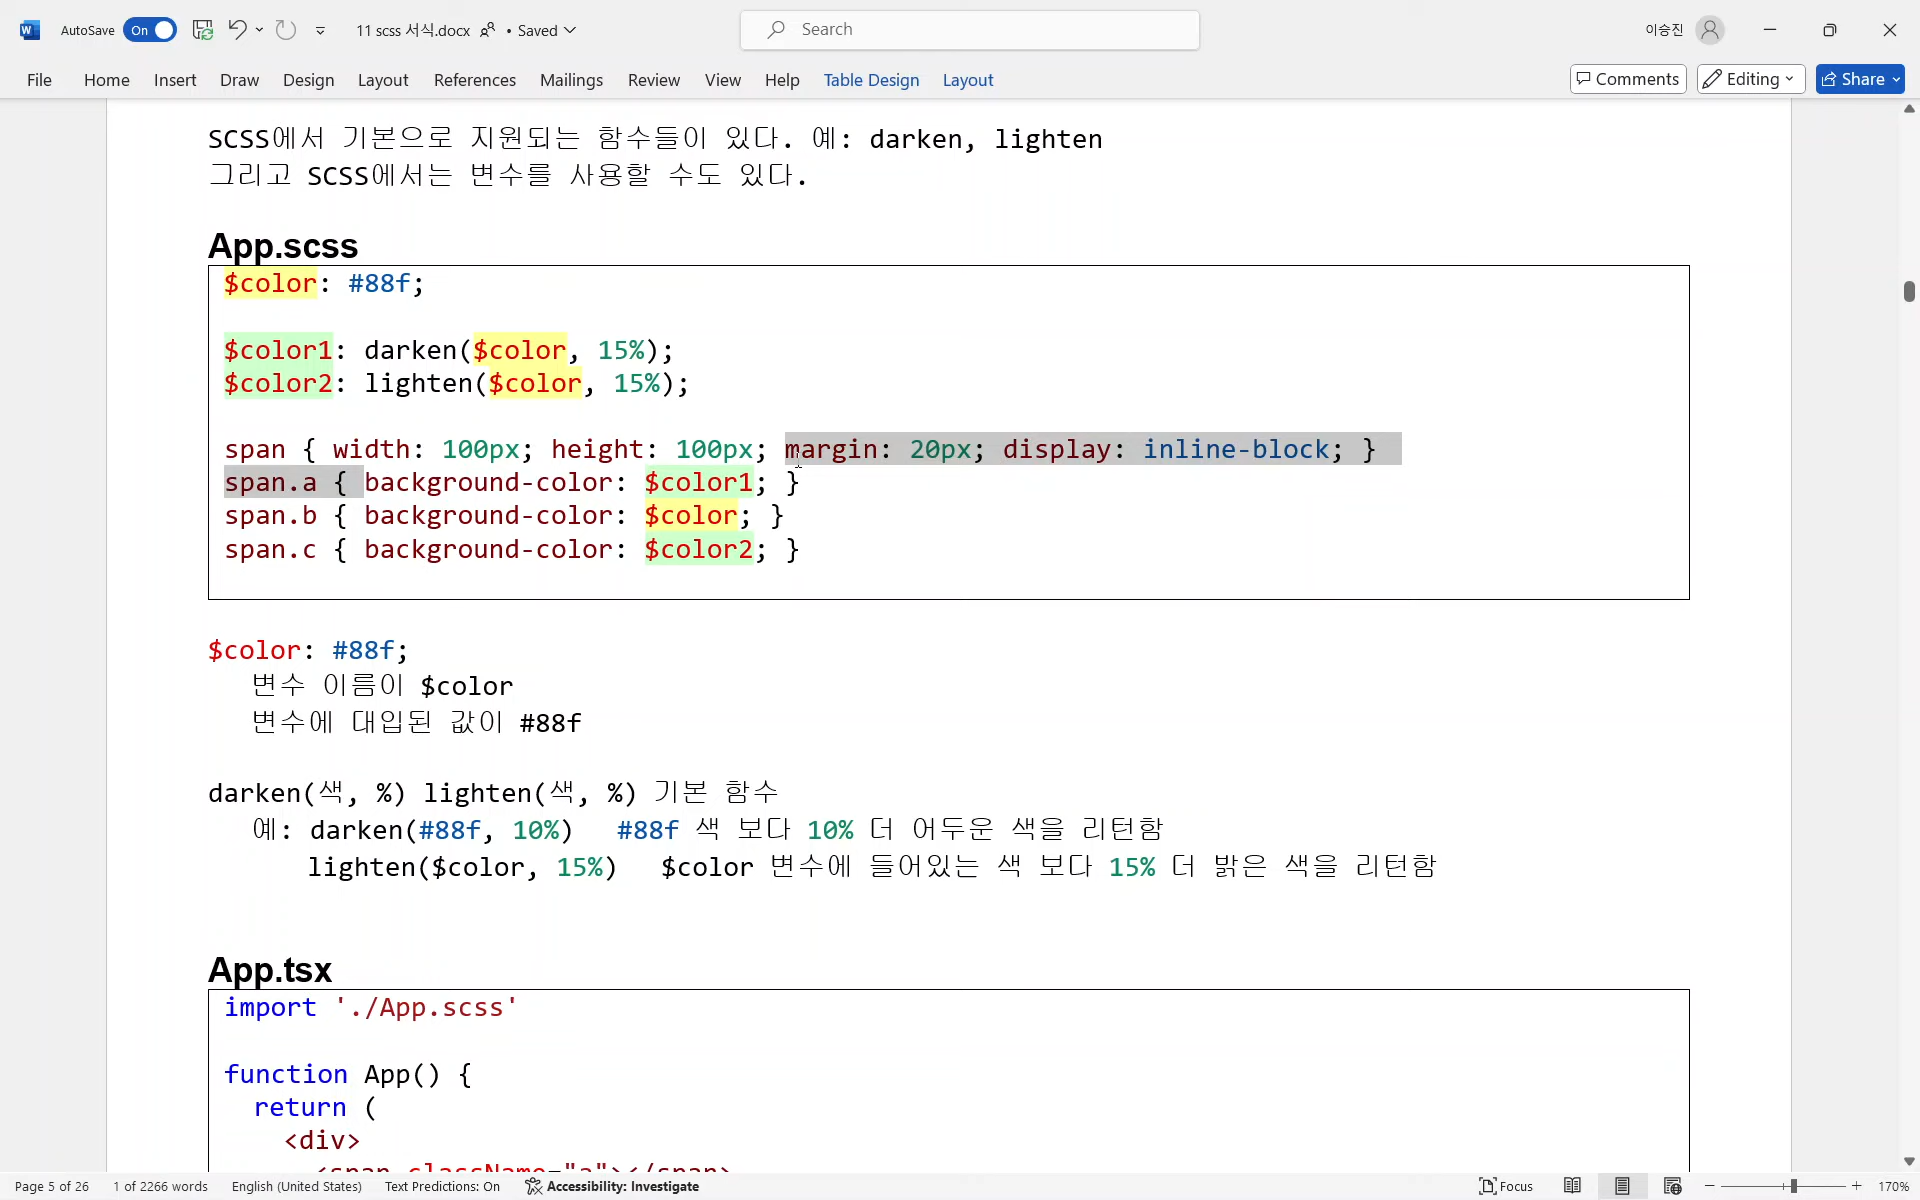 AutoSave On 11 scss 서식.docx • Saved Search 이승진
File Home Insert Draw Design Layout References Mailings Review View Help Table Design Layout Comments Editing Share
SCSS에서 기본으로 지원되는 함수들이 있다. 예: darken, lighten
그리고 SCSS에서는 변수를 사용할 수도 있다.
App.scss
$color: #88f;
$color1: darken($color, 15%);
$color2: lighten($color, 15%);
span { width: 100px; height: 100px; margin: 20px; display: inline-block; }
span.a { background-color: $color1; }
span.b { background-color: $color; }
span.c { background-color: $color2; }
$color: #88f;
변수 이름이 $color
변수에 대입된 값이 #88f
darken(색, %) lighten(색, %) 기본 함수
예: darken(#88f, 10%) #88f 색 보다 10% 더 어두운 색을 리턴함
lighten($color, 15%) $color 변수에 들어있는 색 보다 15% 더 밝은 색을 리턴함
App.tsx
import './App.scss'
function App() {
return (
<div>
<span className="a"></span>
Page 5 of 26 1 of 2266 words English (United States) Text Predictions: On Accessibility: Investigate Focus 170%